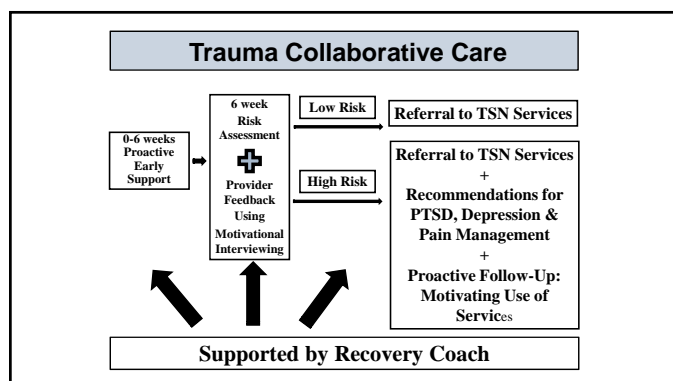 Trauma Collaborative Care
0-6 weeks
Proactive
Early
Support
6 week
Risk
Assessment
Provider
Feedback
Using
Motivational
Interviewing
Low Risk
Referral to TSN Services
High Risk
Referral to TSN Services
+
Recommendations for
PTSD, Depression &
Pain Management
+
Proactive Follow-Up:
Motivating Use of
Services
Supported by Recovery Coach